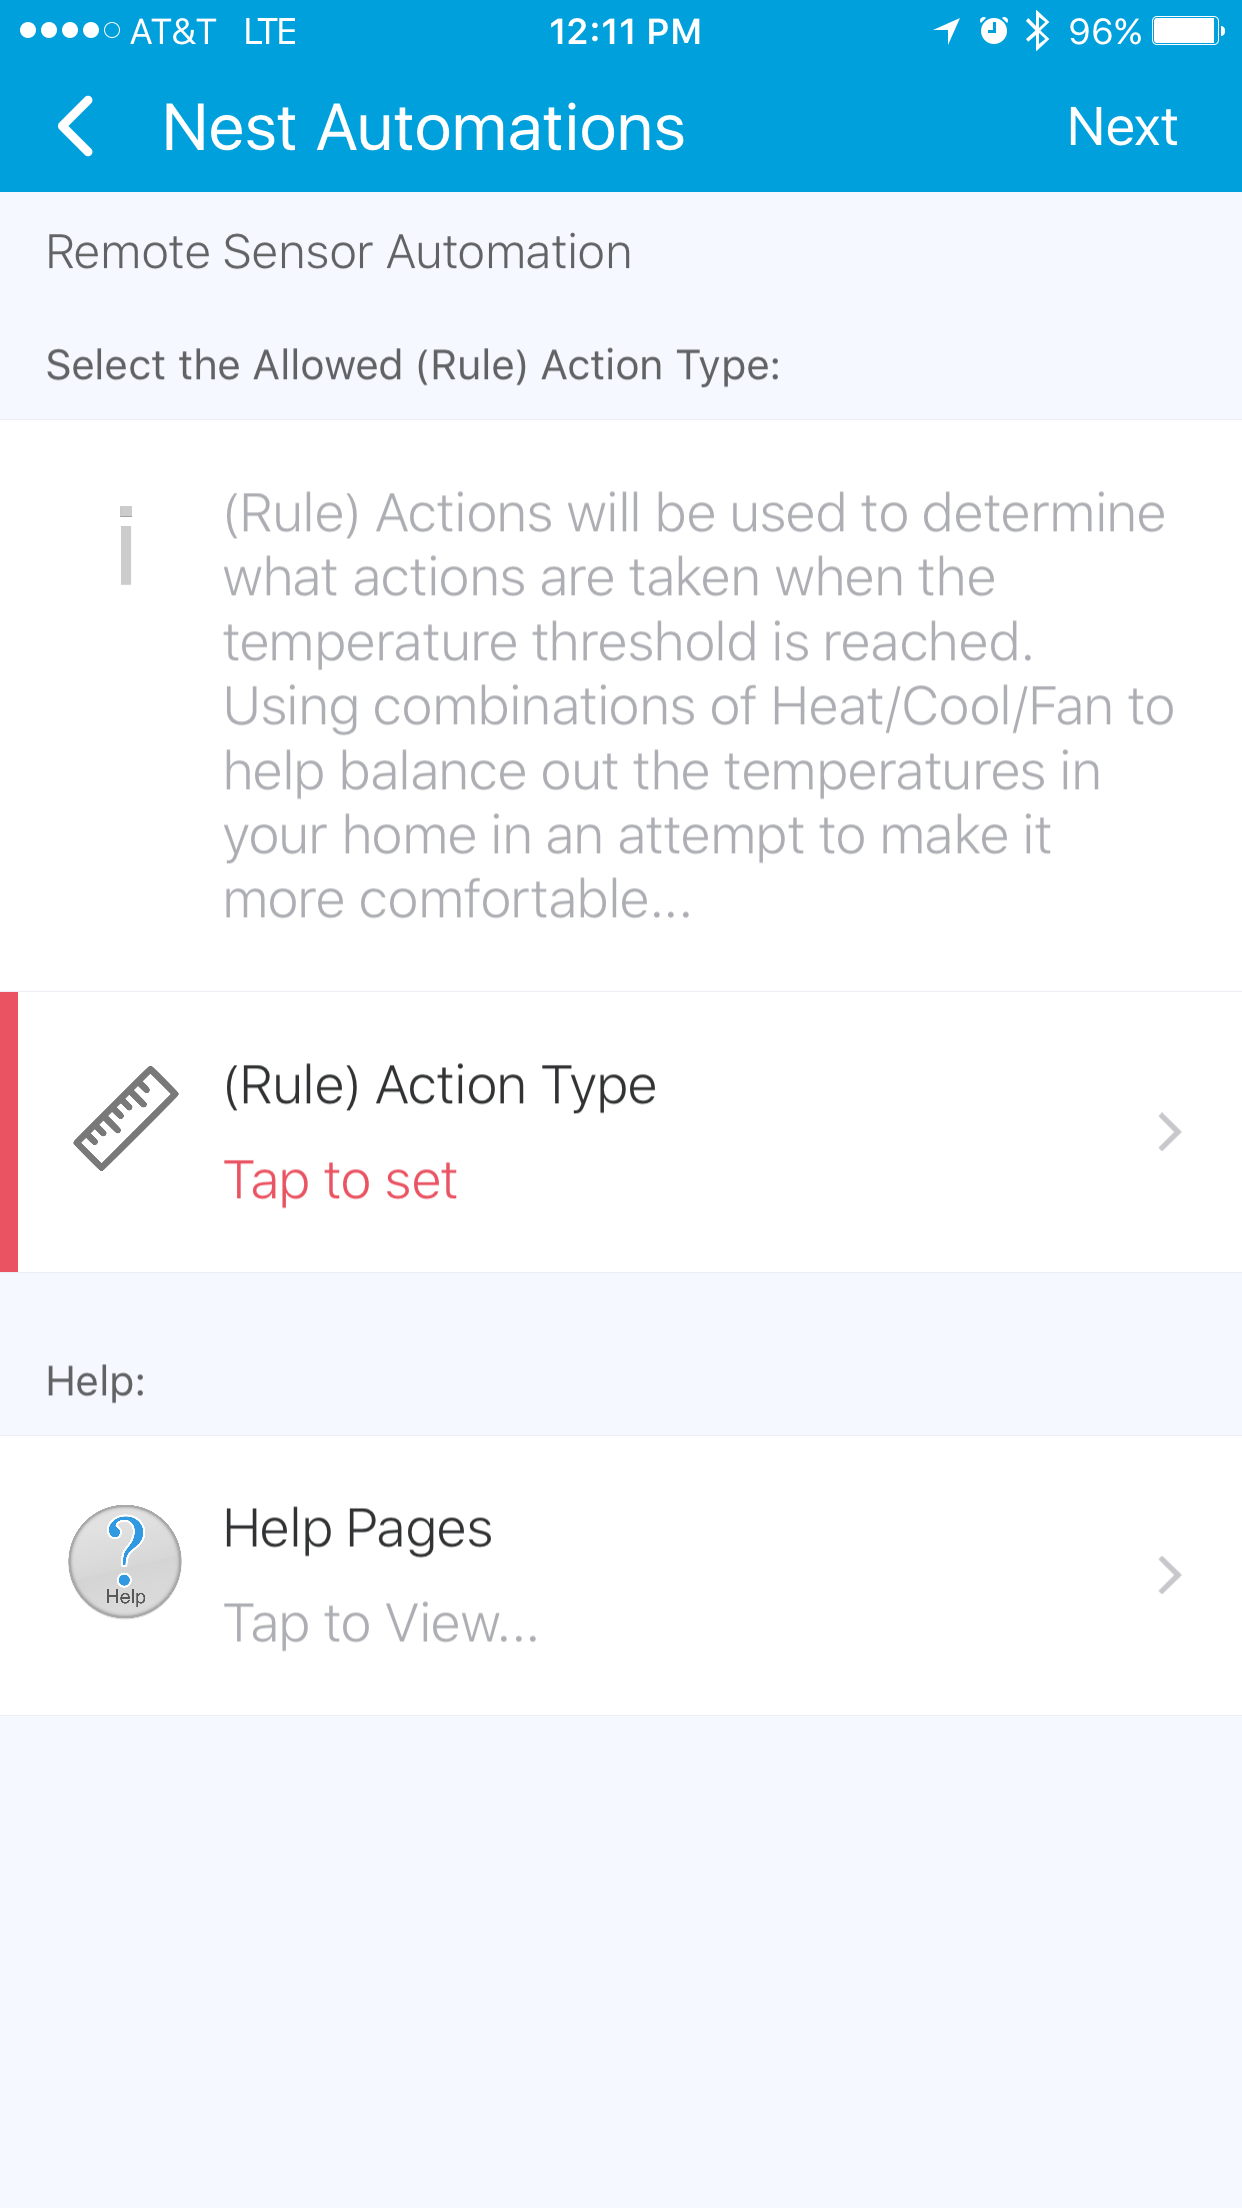 AT&T LTE 12:11 PM 96%
Nest Automations Next
Remote Sensor Automation
Select the Allowed (Rule) Action Type:
(Rule) Actions will be used to determine
what actions are taken when the
temperature threshold is reached.
Using combinations of Heat/Cool/Fan to
help balance out the temperatures in
your home in an attempt to make it
more comfortable...
(Rule) Action Type
Tap to set
Help:
Help Pages
Help
Tap to View...